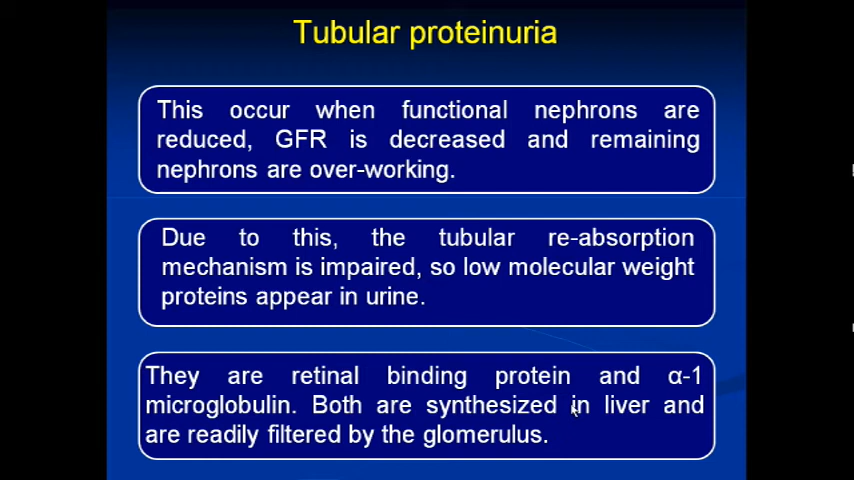 Tubular proteinuria
This occur when functional nephrons are
reduced, GFR is decreased and remaining
nephrons are over-working.
Due to this, the tubular re-absorption
mechanism is impaired, so low molecular weight
proteins appear in urine.
They are retinal binding protein and α-1
microglobulin. Both are synthesized in liver and
are readily filtered by the glomerulus.